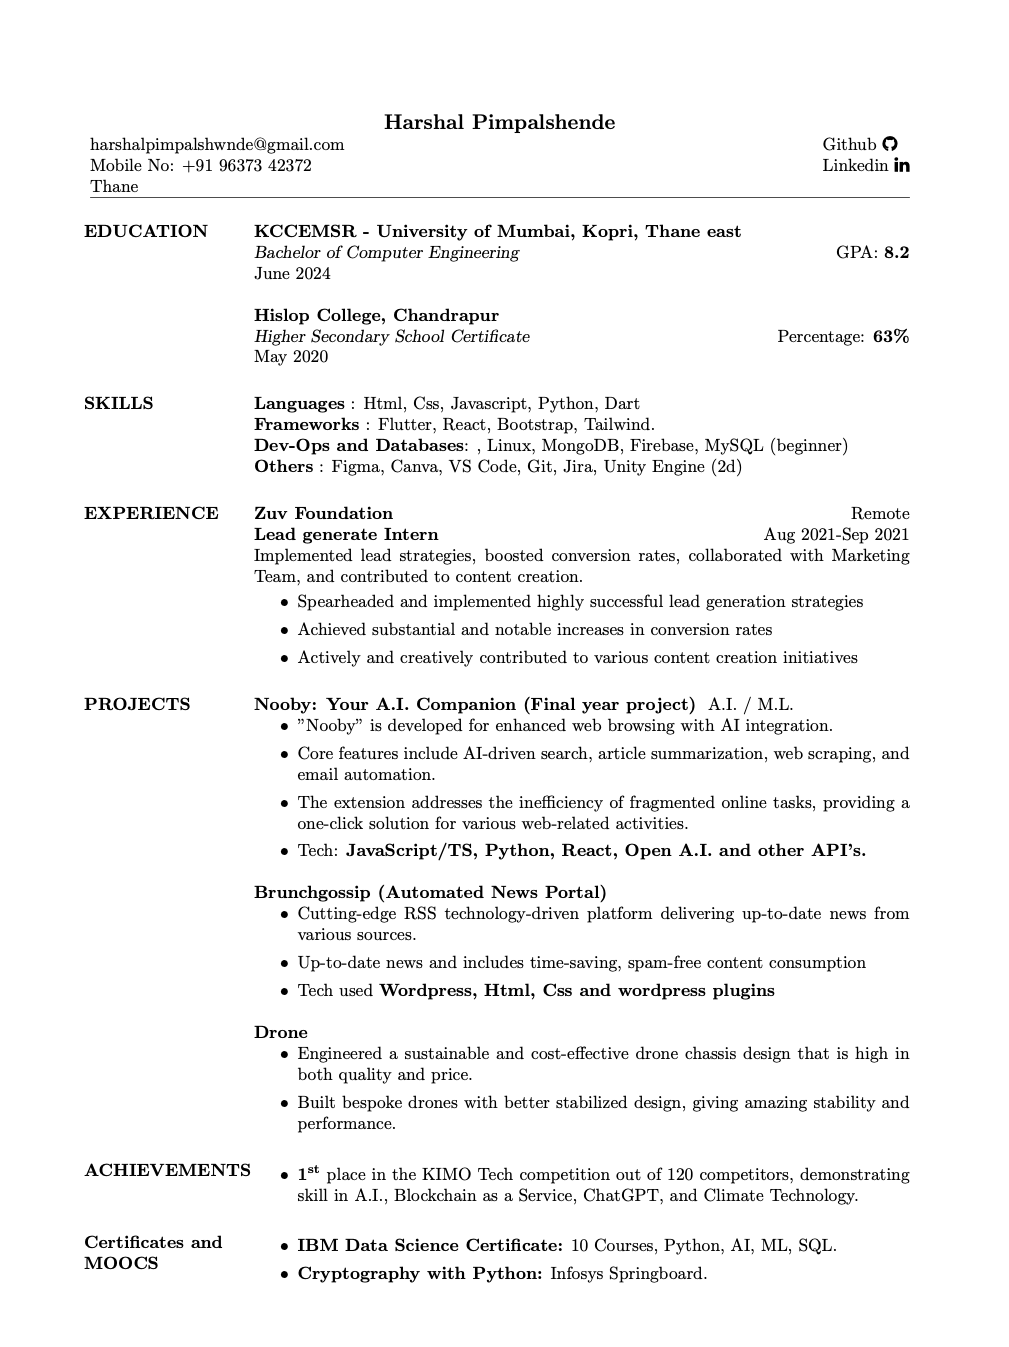 Harshal Pimpalshende
harshalpimpalshwnde@gmail.com Github
Mobile No: +91 96373 42372 Linkedin
Thane
EDUCATION KCCEMSR - University of Mumbai, Kopri, Thane east
Bachelor of Computer Engineering GPA: 8.2
June 2024
Hislop College, Chandrapur
Higher Secondary School Certificate Percentage: 63%
May 2020
SKILLS Languages : Html, Css, Javascript, Python, Dart
Frameworks : Flutter, React, Bootstrap, Tailwind.
Dev-Ops and Databases: , Linux, MongoDB, Firebase, MySQL (beginner)
Others : Figma, Canva, VS Code, Git, Jira, Unity Engine (2d)
EXPERIENCE Zuv Foundation Remote
Lead generate Intern Aug 2021-Sep 2021
Implemented lead strategies, boosted conversion rates, collaborated with Marketing
Team, and contributed to content creation.
• Spearheaded and implemented highly successful lead generation strategies
• Achieved substantial and notable increases in conversion rates
• Actively and creatively contributed to various content creation initiatives
PROJECTS Nooby: Your A.I. Companion (Final year project) A.I. / M.L.
• ”Nooby” is developed for enhanced web browsing with AI integration.
• Core features include AI-driven search, article summarization, web scraping, and
email automation.
• The extension addresses the inefficiency of fragmented online tasks, providing a
one-click solution for various web-related activities.
• Tech: JavaScript/TS, Python, React, Open A.I. and other API's.
Brunchgossip (Automated News Portal)
• Cutting-edge RSS technology-driven platform delivering up-to-date news from
various sources.
• Up-to-date news and includes time-saving, spam-free content consumption
• Tech used Wordpress, Html, Css and wordpress plugins
Drone
• Engineered a sustainable and cost-effective drone chassis design that is high in
both quality and price.
• Built bespoke drones with better stabilized design, giving amazing stability and
performance.
ACHIEVEMENTS • 1st place in the KIMO Tech competition out of 120 competitors, demonstrating
skill in A.I., Blockchain as a Service, ChatGPT, and Climate Technology.
Certificates and • IBM Data Science Certificate: 10 Courses, Python, AI, ML, SQL.
MOOCS • Cryptography with Python: Infosys Springboard.